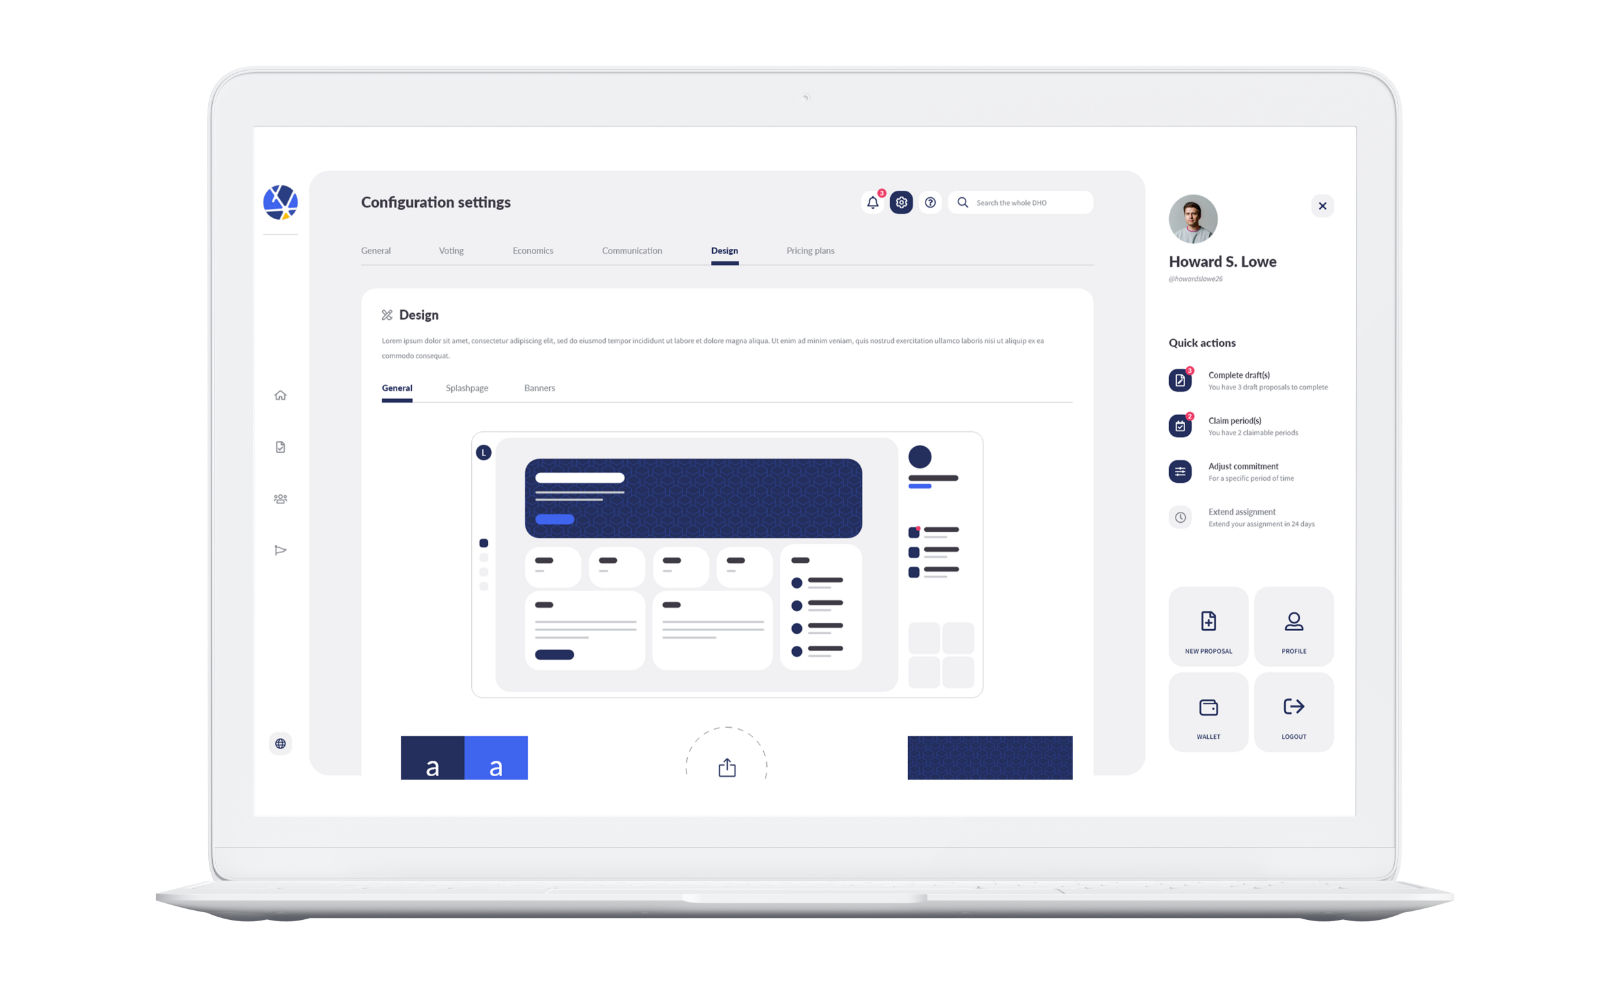 Configuration settings
3
Search the whole DHO
General
Voting
Economics
Communication
Design
Pricing plans
Design
Lorem ipsum dolor sit amet, consectetur adipiscing elit, sed do eiusmod tempor incididunt ut labore et dolore magna aliqua. Ut enim ad minim veniam, quis nostrud exercitation ullamco laboris nisi ut aliquip ex ea
commodo consequat.
General
Splashpage
Banners
L
a
a
Howard S. Lowe
@howardslowe26
Quick actions
3
Complete draft(s)
You have 3 draft proposals to complete
2
Claim period(s)
You have 2 claimable periods
Adjust commitment
For a specific period of time
Extend assignment
Extend your assignment in 24 days
NEW PROPOSAL
PROFILE
WALLET
LOGOUT